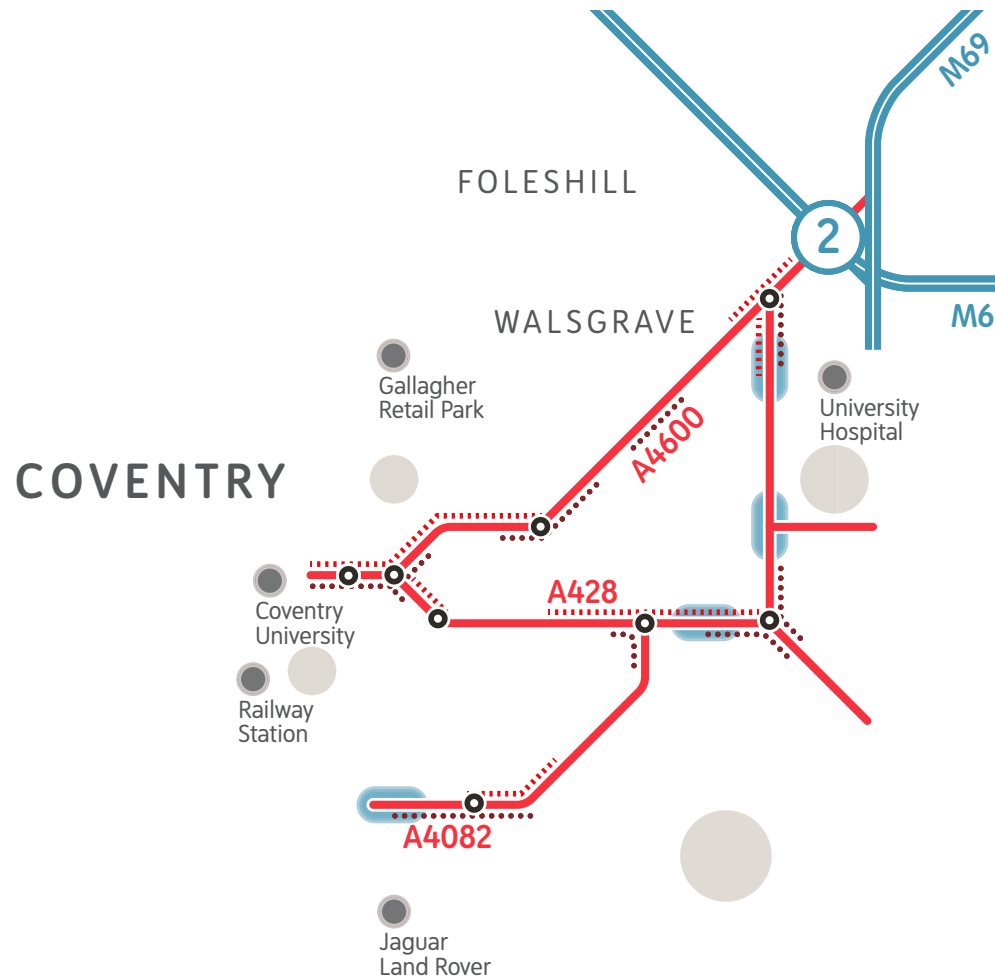 M69
FOLESHILL
2
WALSGRAVE
M6
Gallagher
Retail Park
University
Hospital
A4600
COVENTRY
A428
Coventry
University
Railway
Station
A4082
Jaguar
Land Rover